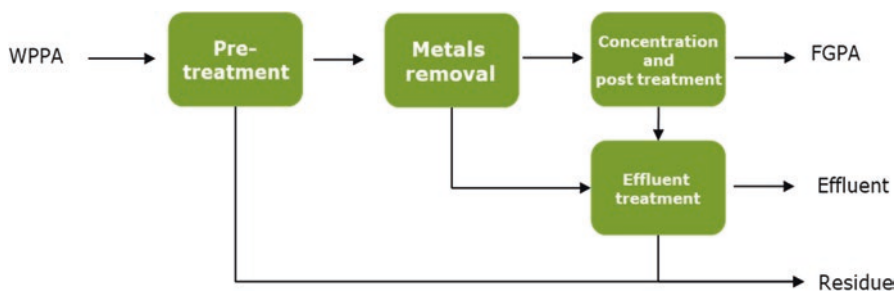 WPPA
Pre-
treatment
Metals
removal
Concentration
and
post treatment
FGPA
Effluent
treatment
Effluent
Residue